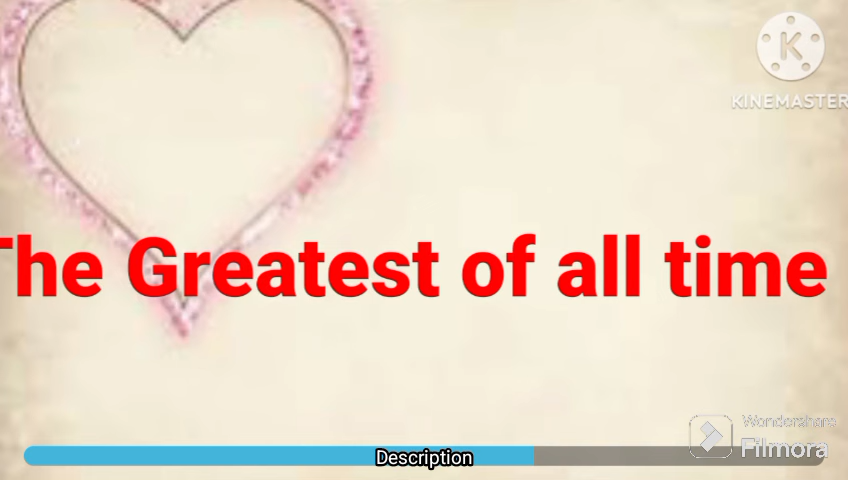 K
KINEMASTER
The Greatest of all time
Wondershare
Filmora
Description